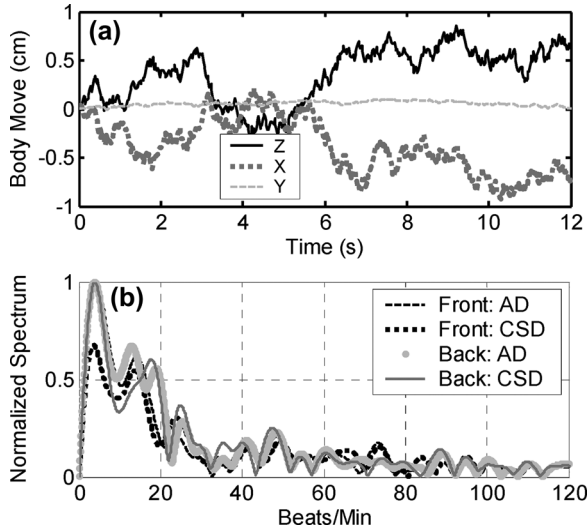 (a)
Body Move (cm)
1
0.5
0
-0.5
-1
Z
X
Y
0 2 4 6 8 10 12
Time (s)
(b)
Normalized Spectrum
1
0.5
0
Front: AD
Front: CSD
Back: AD
Back: CSD
0 20 40 60 80 100 120
Beats/Min